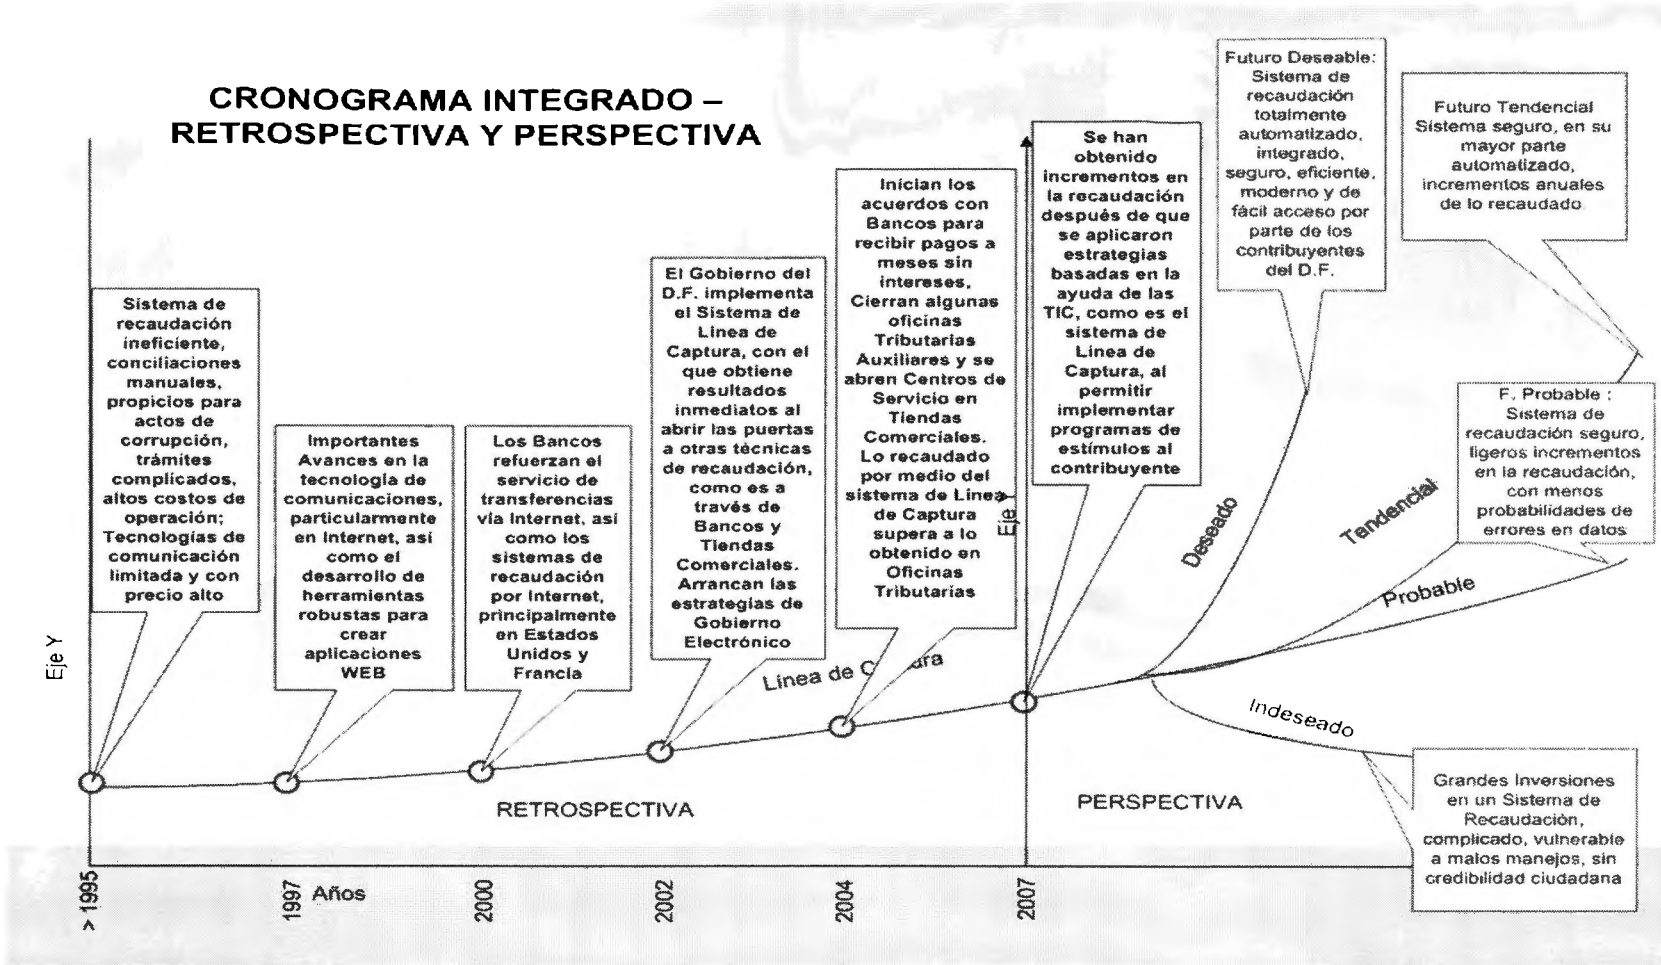 CRONOGRAMA INTEGRADO –
RETROSPECTIVA Y PERSPECTIVA
Sistema de
recaudación
ineficiente,
conciliaciones
manuales,
propicios para
actos de
corrupción,
trámites
complicados,
altos costos de
operación;
Tecnologías de
comunicación
limitada y con
precio alto
Importantes
Avances en la
tecnología de
comunicaciones,
particularmente
en Internet, así
como el
desarrollo de
herramientas
robustas para
crear
aplicaciones
WEB
Los Bancos
refuerzan el
servicio de
transferencias
vía Internet, así
como los
sistemas de
recaudación
por Internet,
principalmente
en Estados
Unidos y
Francia
El Gobierno del
D.F. implementa
el Sistema de
Línea de
Captura, con el
que obtiene
resultados
inmediatos al
abrir las puertas
a otras técnicas
de recaudación,
como es a
través de
Bancos y
Tiendas
Comerciales.
Arrancan las
estrategias de
Gobierno
Electrónico
Inician los
acuerdos con
Bancos para
recibir pagos a
meses sin
intereses,
Cierran algunas
oficinas
Tributarias
Auxiliares y se
abren Centros de
Servicio en
Tiendas
Comerciales.
Lo recaudado
por medio del
sistema de Línea
de Captura
supera a lo
obtenido en
Oficinas
Tributarias
Se han
obtenido
incrementos en
la recaudación
después de que
se aplicaron
estrategias
basadas en la
ayuda de las
TIC, como es el
sistema de
Línea de
Captura, al
permitir
implementar
programas de
estímulos al
contribuyente
Futuro Deseable:
Sistema de
recaudación
totalmente
automatizado,
integrado,
seguro, eficiente,
moderno y de
fácil acceso por
parte de los
contribuyentes
del D.F.
Futuro Tendencial
Sistema seguro, en su
mayor parte
automatizado,
incrementos anuales
de lo recaudado
F. Probable :
Sistema de
recaudación seguro,
ligeros incrementos
en la recaudación,
con menos
probabilidades de
errores en datos
Grandes Inversiones
en un Sistema de
Recaudación,
complicado, vulnerable
a malos manejos, sin
credibilidad ciudadana
Eje Y
Eje
Línea de
Deseado
Tendencial
Probable
Indeseado
RETROSPECTIVA
PERSPECTIVA
> 1995
1997
Años
2000
2002
2004
2007